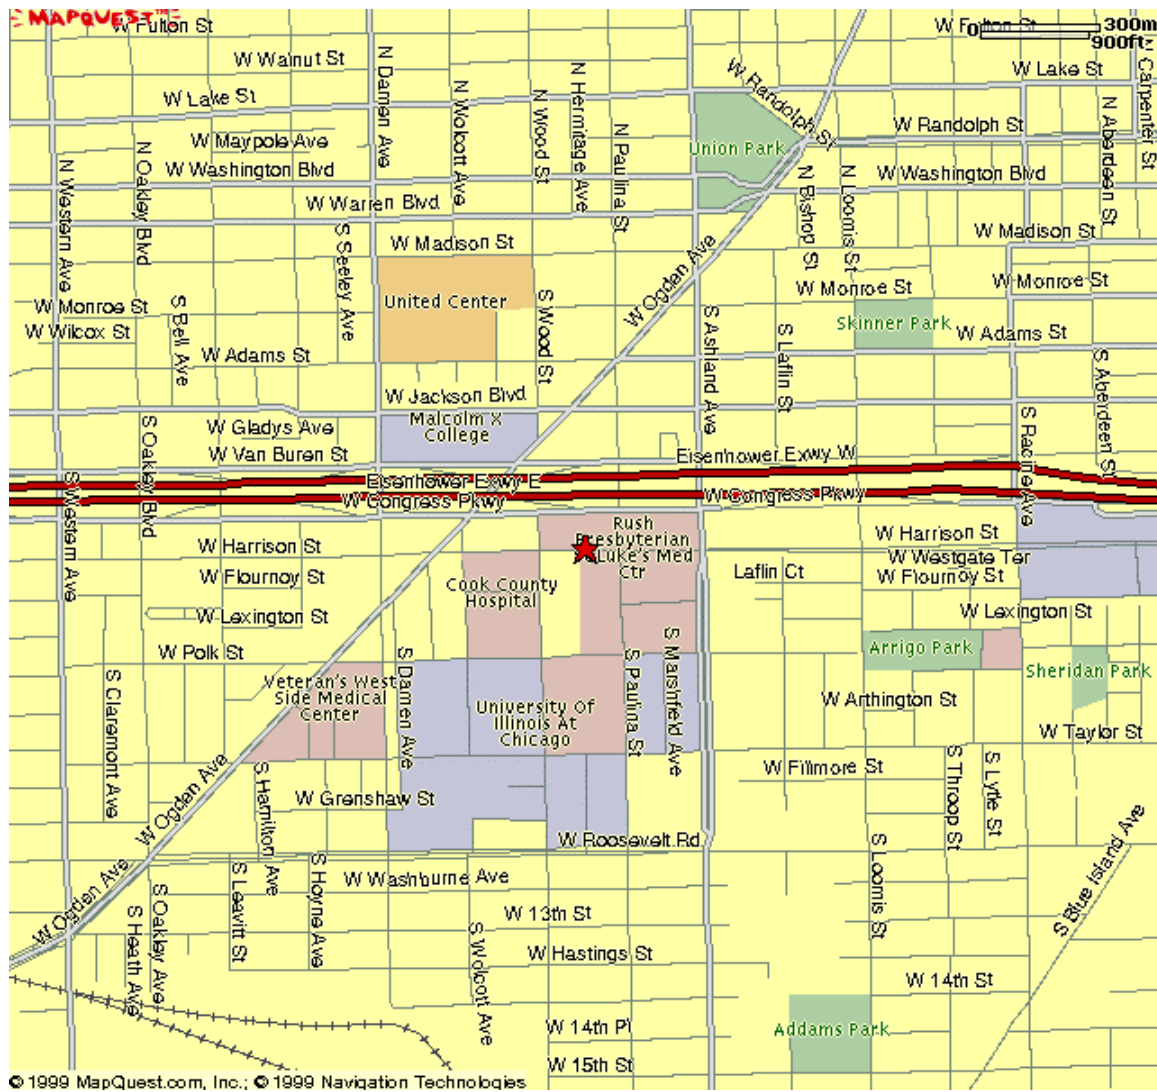 MAPQUEST
W Fulton St
W Fulton St
0 300m
900ft
W Walnut St
W Lake St
W Lake St
N Damen Ave
N Wolcott Ave
N Wood St
N Hermitage Ave
N Paulina St
W Randolph St
W Randolph St
N Aberdeen St
N Carpenter St
W Maypole Ave
W Washington Blvd
W Washington Blvd
Union Park
N Western Ave
N Oakley Blvd
W Warren Blvd
N Bishop St
N Loomis St
W Madison St
W Madison St
S Seeley Ave
W Ogden Ave
W Monroe St
W Monroe St
United Center
S Wood St
Skinner Park
W Wilcox St
S Bell Ave
W Adams St
W Adams St
S Ashland Ave
S Laflin St
S Aberdeen St
W Jackson Blvd
Malcolm X
College
W Gladys Ave
S Oakley Blvd
W Van Buren St
Eisenhower Exwy W
S Racine Ave
Eisenhower Exwy E
W Congress Pkwy
W Congress Pkwy
S Western Ave
Rush
Presbyterian
St Luke's Med
Ctr
W Harrison St
W Harrison St
W Westgate Ter
W Flournoy St
Laflin Ct
W Flournoy St
Cook County
Hospital
W Lexington St
W Lexington St
W Polk St
S Damen Ave
S Paulina St
S Marshfield Ave
Arrigo Park
Sheridan Park
S Claremont Ave
Veteran's West
Side Medical
Center
University Of
Illinois At
Chicago
W Arthington St
W Taylor St
W Ogden Ave
S Hamilton Ave
W Grenshaw St
W Fillmore St
S Throop St
S Lytle St
W Roosevelt Rd
S Loomis St
S Blue Island Ave
W Ogden Ave
S Heath Ave
S Oakley Ave
S Leavitt St
S Hoyne Ave
W Washburne Ave
W 13th St
S Wolcott Ave
W Hastings St
W 14th St
W 14th Pl
Addams Park
W 15th St
© 1999 MapQuest.com, Inc.; © 1999 Navigation Technologies